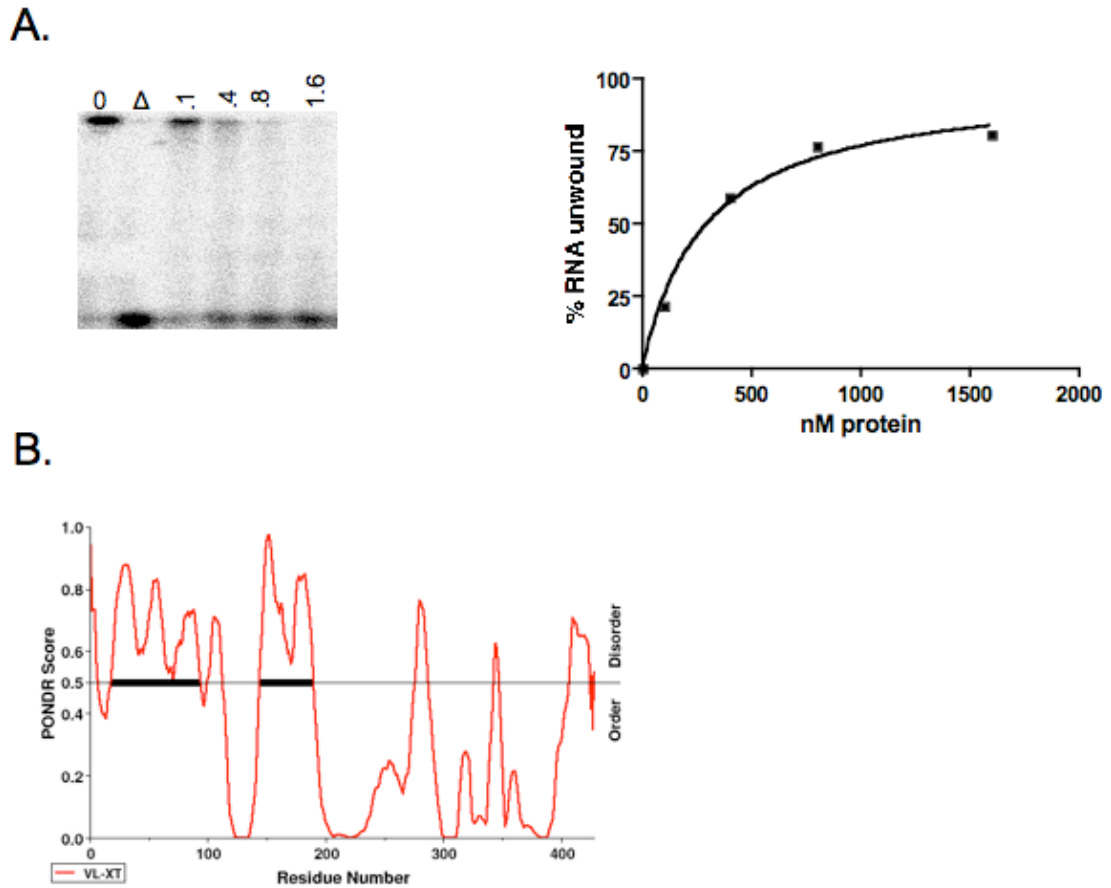 A.
0 Δ .1 .4 .8 1.6
100
75
50
25
0
% RNA unwound
0 500 1000 1500 2000
nM protein
B.
1.0
0.8
0.6
0.5
0.4
0.2
0.0
PONDR Score
Disorder
Order
0 100 200 300 400
VL-XT
Residue Number